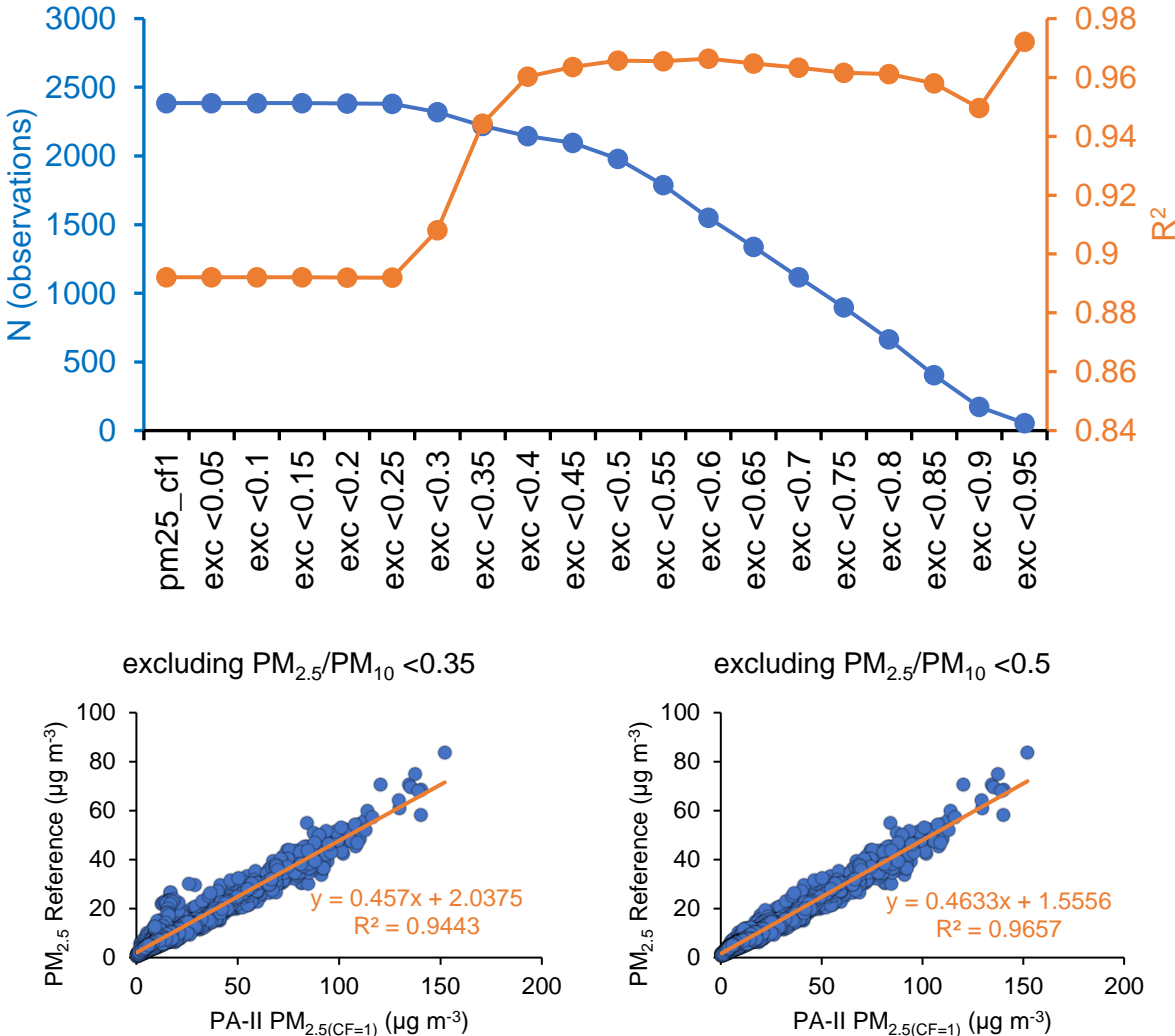 3000
2500
2000
1500
1000
500
0
N (observations)
0.98
0.96
0.94
0.92
0.9
0.88
0.86
0.84
R²
pm25_cf1
exc <0.05
exc <0.1
exc <0.15
exc <0.2
exc <0.25
exc <0.3
exc <0.35
exc <0.4
exc <0.45
exc <0.5
exc <0.55
exc <0.6
exc <0.65
exc <0.7
exc <0.75
exc <0.8
exc <0.85
exc <0.9
exc <0.95
excluding PM₂.₅/PM₁₀ <0.35
PM₂.₅ Reference (µg m⁻³)
100
80
60
40
20
0
y = 0.457x + 2.0375
R² = 0.9443
0 50 100 150 200
PA-II PM₂.₅(CF=1) (µg m⁻³)
excluding PM₂.₅/PM₁₀ <0.5
PM₂.₅ Reference (µg m⁻³)
100
80
60
40
20
0
y = 0.4633x + 1.5556
R² = 0.9657
0 50 100 150 200
PA-II PM₂.₅(CF=1) (µg m⁻³)